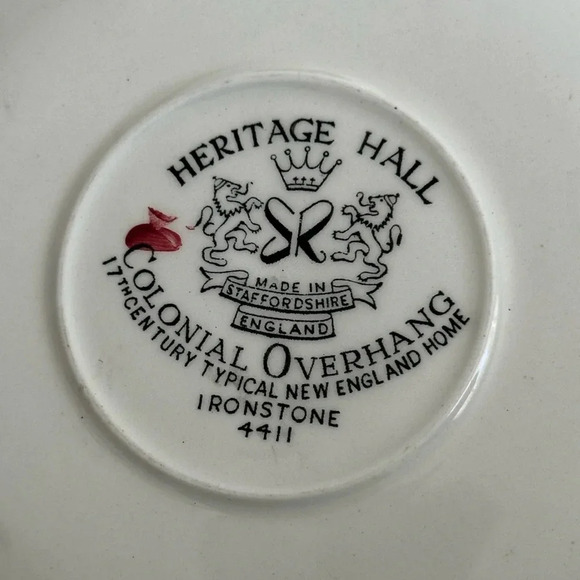 HERITAGE HALL
MADE IN
STAFFORDSHIRE
ENGLAND
COLONIAL OVERHANG
17TH CENTURY TYPICAL NEW ENGLAND HOME
IRONSTONE
4411